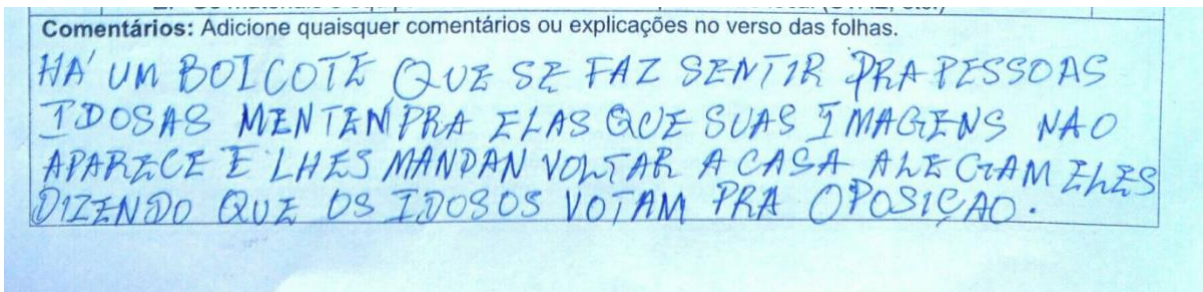 Comentários: Adicione quaisquer comentários ou explicações no verso das folhas.
HÁ UM BOICOTE QUE SE FAZ SENTIR PRA PESSOAS
IDOSAS MENTEM PRA ELAS QUE SUAS IMAGENS NAO
APARECE E LHES MANDAN VOLTAR A CASA ALEGAM ELES
DIZENDO QUE OS IDOSOS VOTAM PRA OPOSIÇAO.